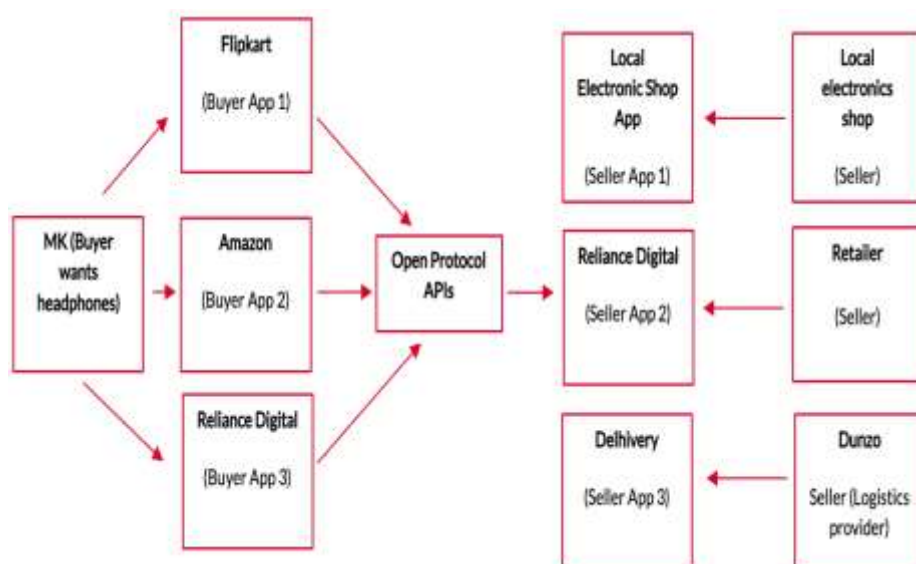 Flipkart
(Buyer App 1)
Local
Electronic Shop
App
(Seller App 1)
Local
electronics
shop
(Seller)
MK (Buyer
wants
headphones)
Amazon
(Buyer App 2)
Open Protocol
APIs
Reliance Digital
(Seller App 2)
Retailer
(Seller)
Reliance Digital
(Buyer App 3)
Delhivery
(Seller App 3)
Dunzo
Seller (Logistics
provider)